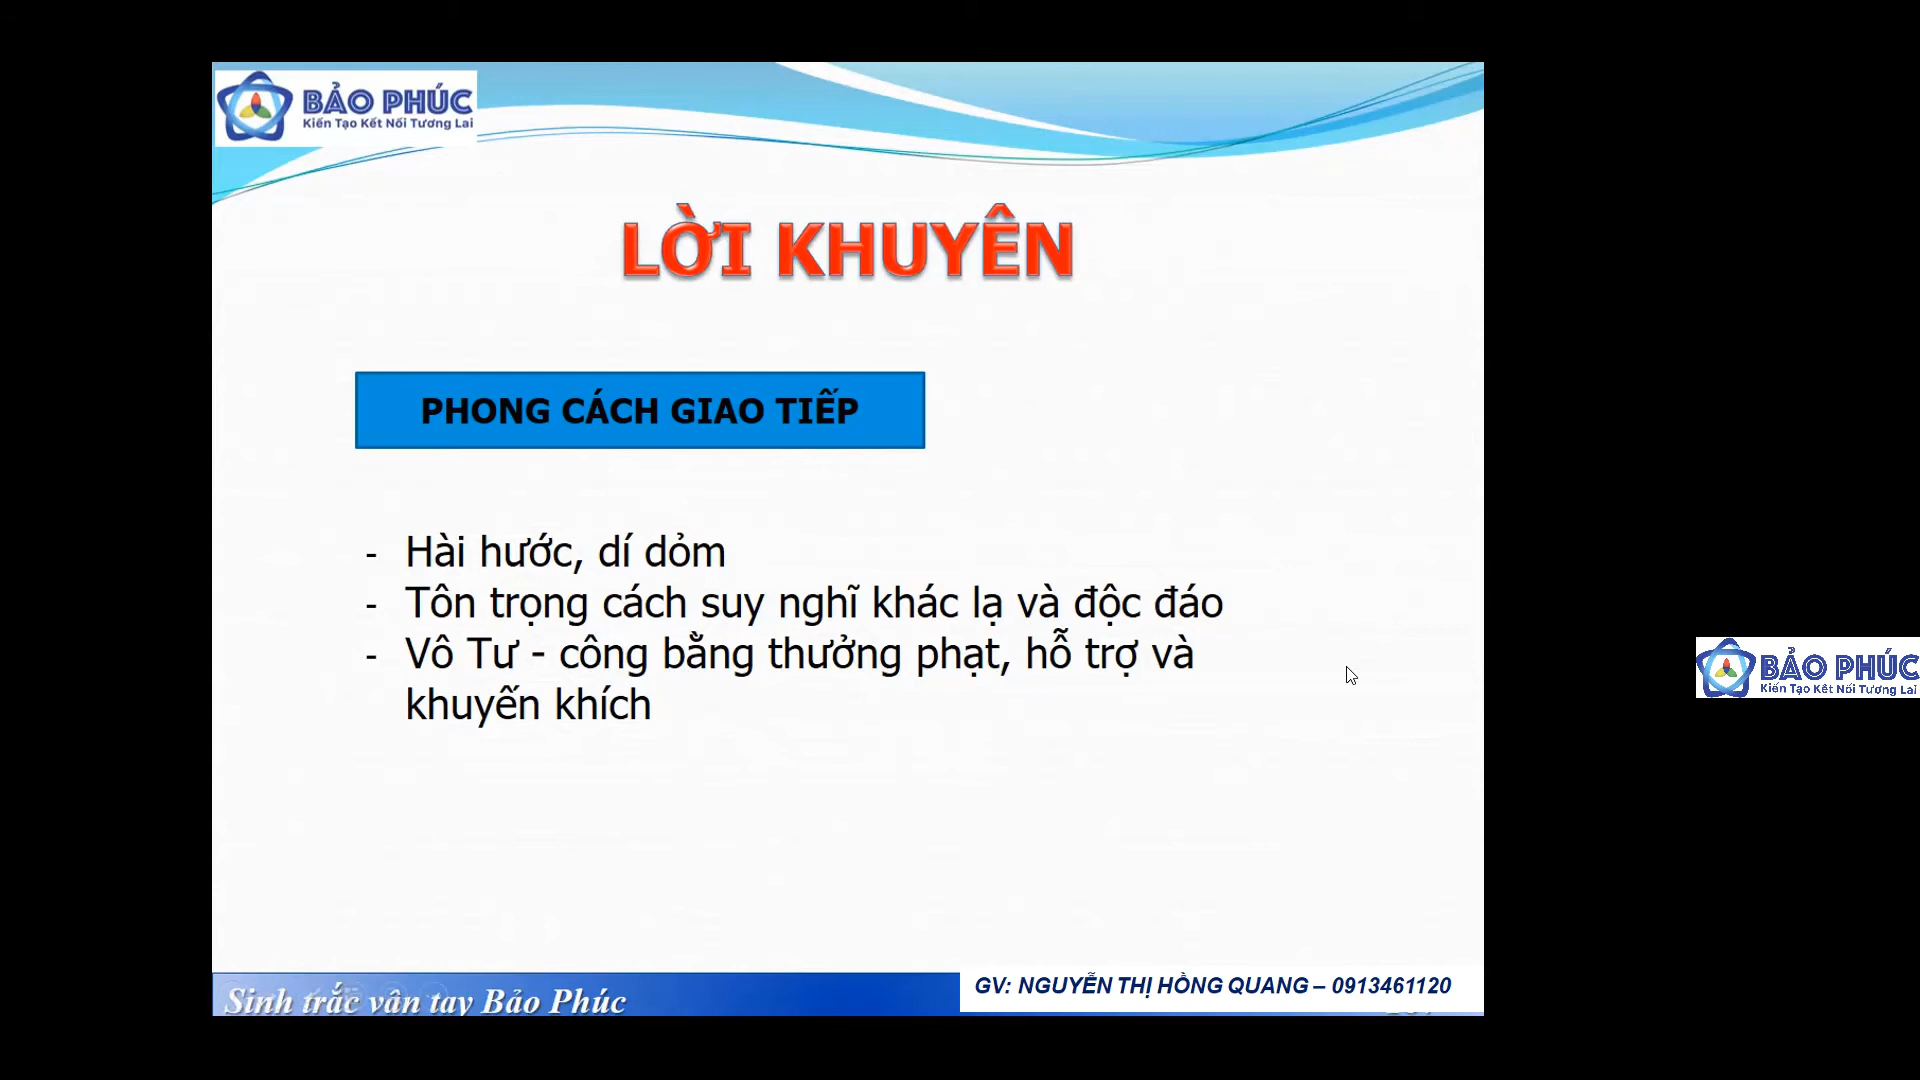 BẢO PHÚC
Kiến Tạo Kết Nối Tương Lai
LỜI KHUYÊN
PHONG CÁCH GIAO TIẾP
- Hài hước, dí dỏm
- Tôn trọng cách suy nghĩ khác lạ và độc đáo
- Vô Tư - công bằng thưởng phạt, hỗ trợ và
khuyến khích
BẢO PHÚC
Kiến Tạo Kết Nối Tương Lai
Sinh trắc vân tay Bảo Phúc
GV: NGUYỄN THỊ HỒNG QUANG – 0913461120